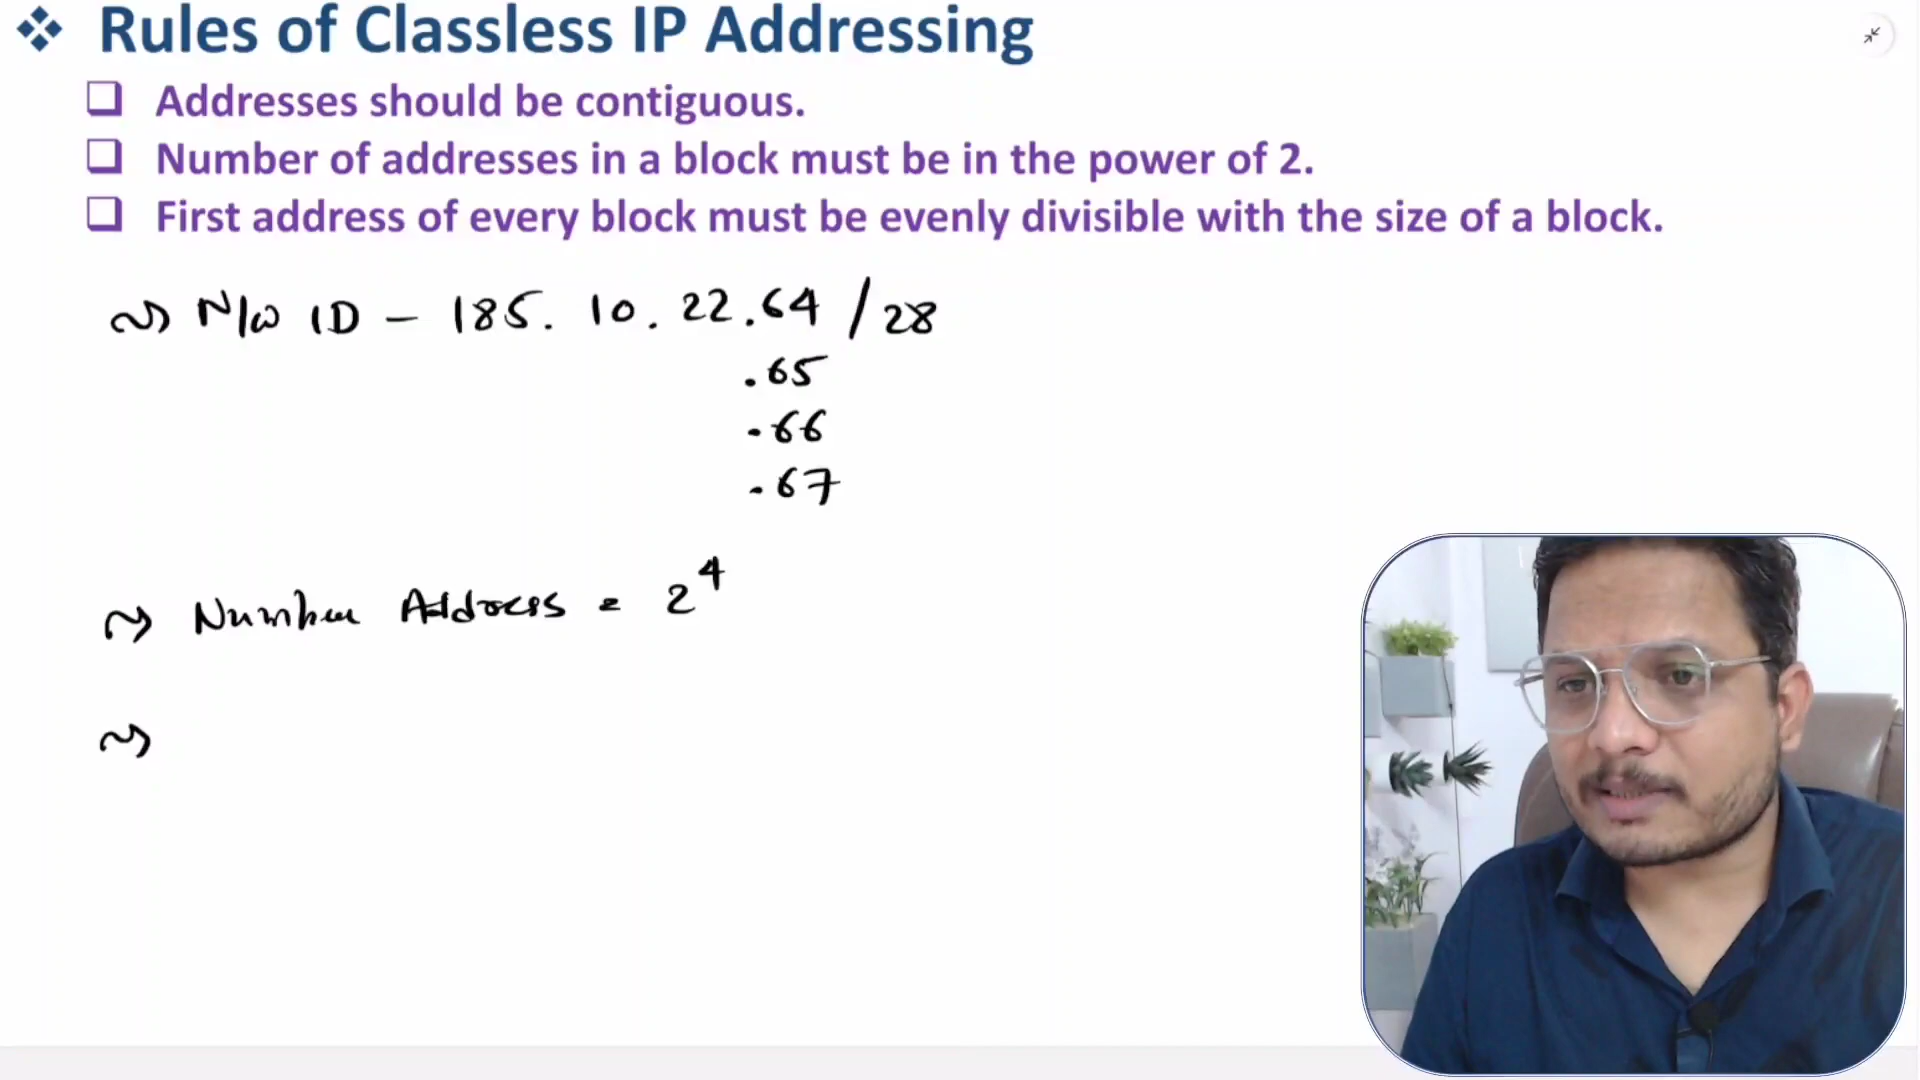 ❖ Rules of Classless IP Addressing
❑ Addresses should be contiguous.
❑ Number of addresses in a block must be in the power of 2.
❑ First address of every block must be evenly divisible with the size of a block.
N/W ID - 185. 10. 22.64 / 28
.65
.66
.67
Number Address = 2⁴